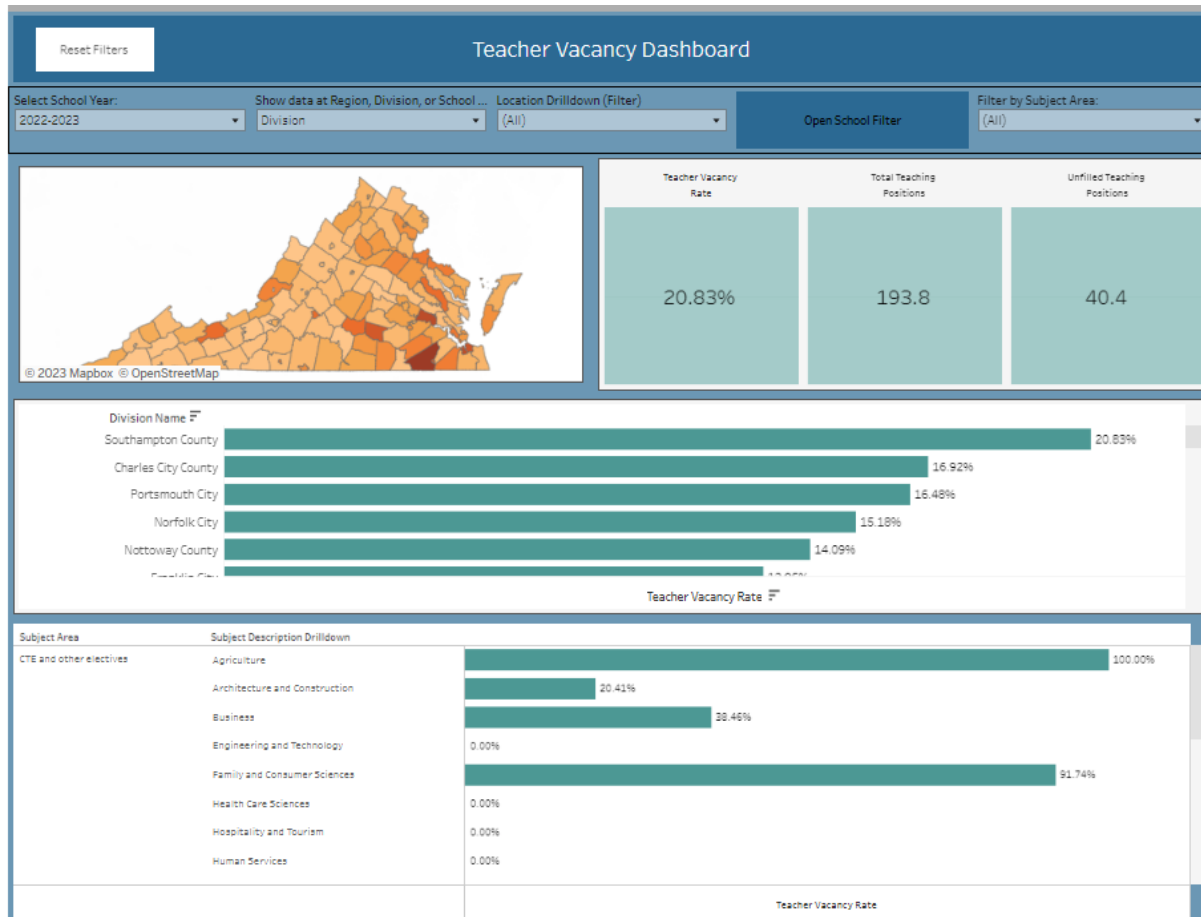 Reset Filters
Teacher Vacancy Dashboard
Select School Year:
Show data at Region, Division, or School ...
Location Drilldown (Filter)
Filter by Subject Area:
2022-2023
Division
(All)
Open School Filter
(All)
© 2023 Mapbox © OpenStreetMap
Teacher Vacancy
Rate
Total Teaching
Positions
Unfilled Teaching
Positions
20.83%
193.8
40.4
Division Name
Southampton County
20.83%
Charles City County
16.92%
Portsmouth City
16.48%
Norfolk City
15.18%
Nottoway County
14.09%
Franklin City
Teacher Vacancy Rate
Subject Area
Subject Description Drilldown
CTE and other electives
Agriculture
100.00%
Architecture and Construction
20.41%
Business
38.46%
Engineering and Technology
0.00%
Family and Consumer Sciences
91.74%
Health Care Sciences
0.00%
Hospitality and Tourism
0.00%
Human Services
0.00%
Teacher Vacancy Rate